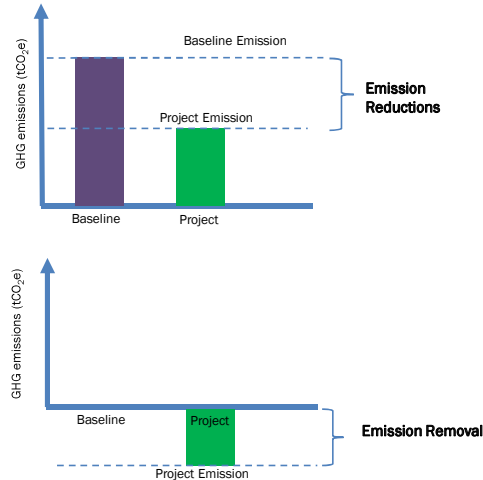 GHG emissions (tCO₂e)
Baseline Emission
Emission
Reductions
Project Emission
Baseline
Project
GHG emissions (tCO₂e)
Baseline
Project
Emission Removal
Project Emission